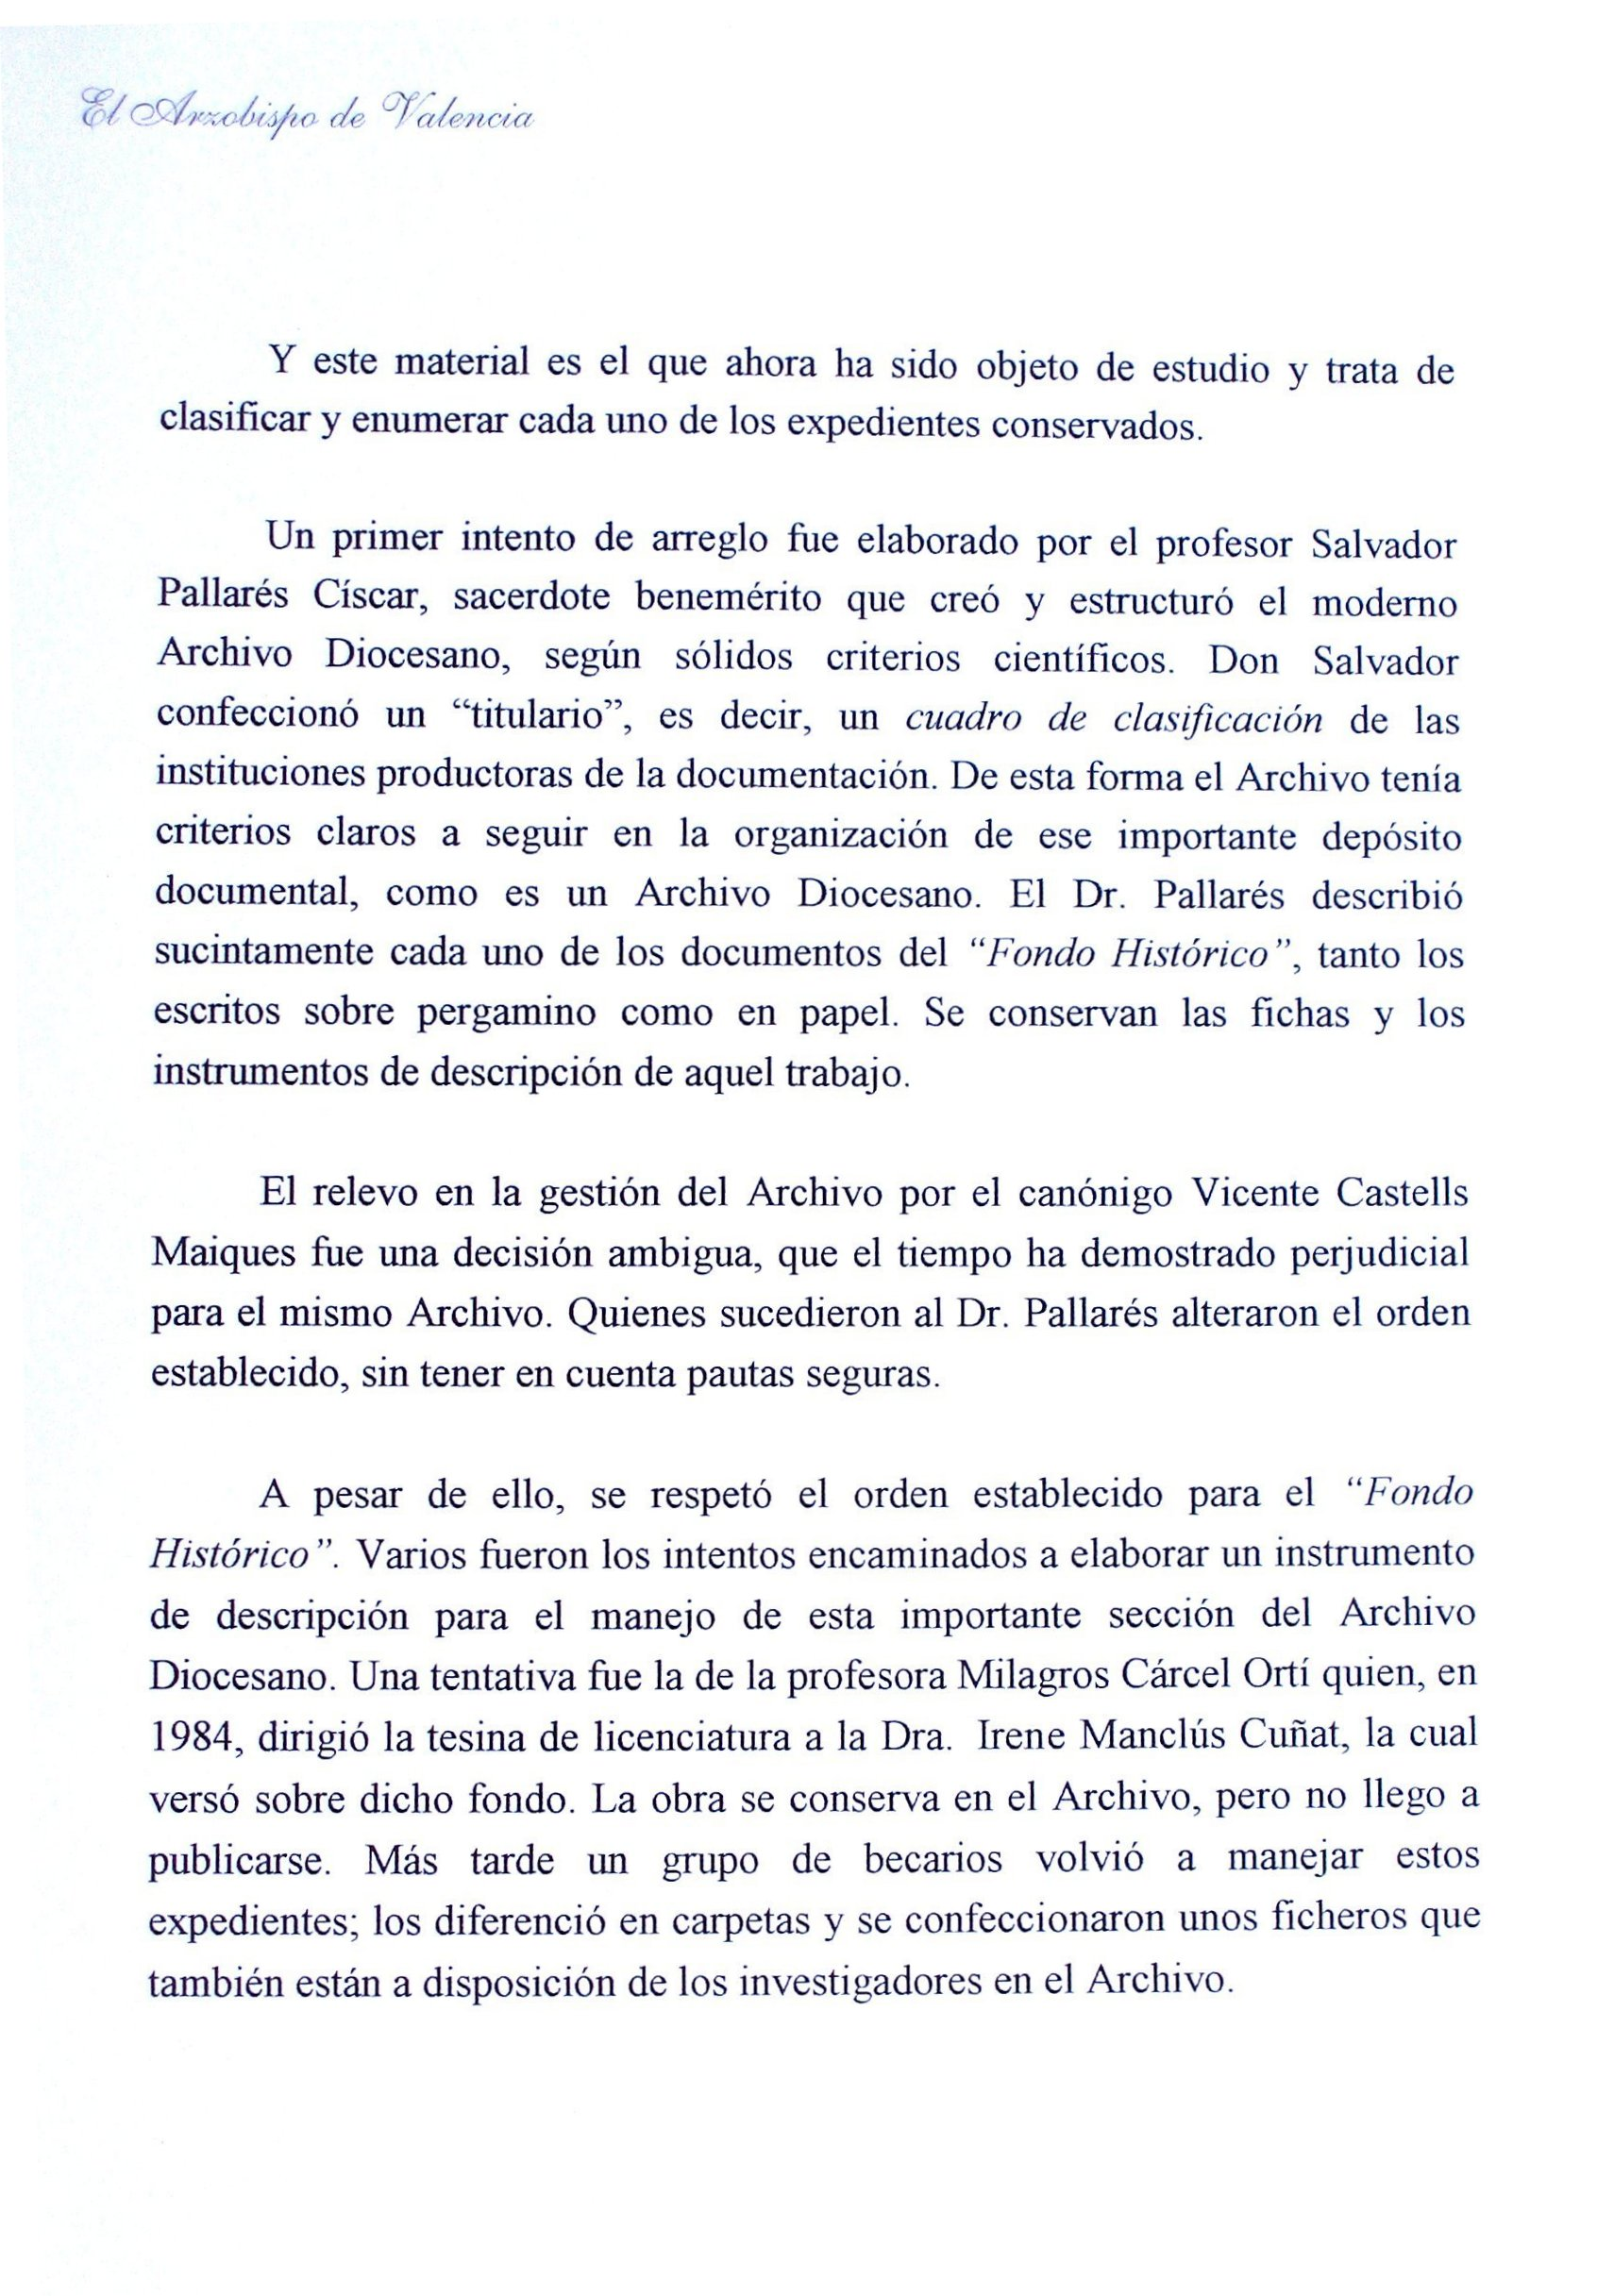 El Arzobispo de Valencia
Y este material es el que ahora ha sido objeto de estudio y trata de
clasificar y enumerar cada uno de los expedientes conservados.
Un primer intento de arreglo fue elaborado por el profesor Salvador
Pallarés Císcar, sacerdote benemérito que creó y estructuró el moderno
Archivo Diocesano, según sólidos criterios científicos. Don Salvador
confeccionó un “titulario”, es decir, un cuadro de clasificación de las
instituciones productoras de la documentación. De esta forma el Archivo tenía
criterios claros a seguir en la organización de ese importante depósito
documental, como es un Archivo Diocesano. El Dr. Pallarés describió
sucintamente cada uno de los documentos del “Fondo Histórico”, tanto los
escritos sobre pergamino como en papel. Se conservan las fichas y los
instrumentos de descripción de aquel trabajo.
El relevo en la gestión del Archivo por el canónigo Vicente Castells
Maiques fue una decisión ambigua, que el tiempo ha demostrado perjudicial
para el mismo Archivo. Quienes sucedieron al Dr. Pallarés alteraron el orden
establecido, sin tener en cuenta pautas seguras.
A pesar de ello, se respetó el orden establecido para el “Fondo
Histórico”. Varios fueron los intentos encaminados a elaborar un instrumento
de descripción para el manejo de esta importante sección del Archivo
Diocesano. Una tentativa fue la de la profesora Milagros Cárcel Ortí quien, en
1984, dirigió la tesina de licenciatura a la Dra. Irene Manclús Cuñat, la cual
versó sobre dicho fondo. La obra se conserva en el Archivo, pero no llego a
publicarse. Más tarde un grupo de becarios volvió a manejar estos
expedientes; los diferenció en carpetas y se confeccionaron unos ficheros que
también están a disposición de los investigadores en el Archivo.